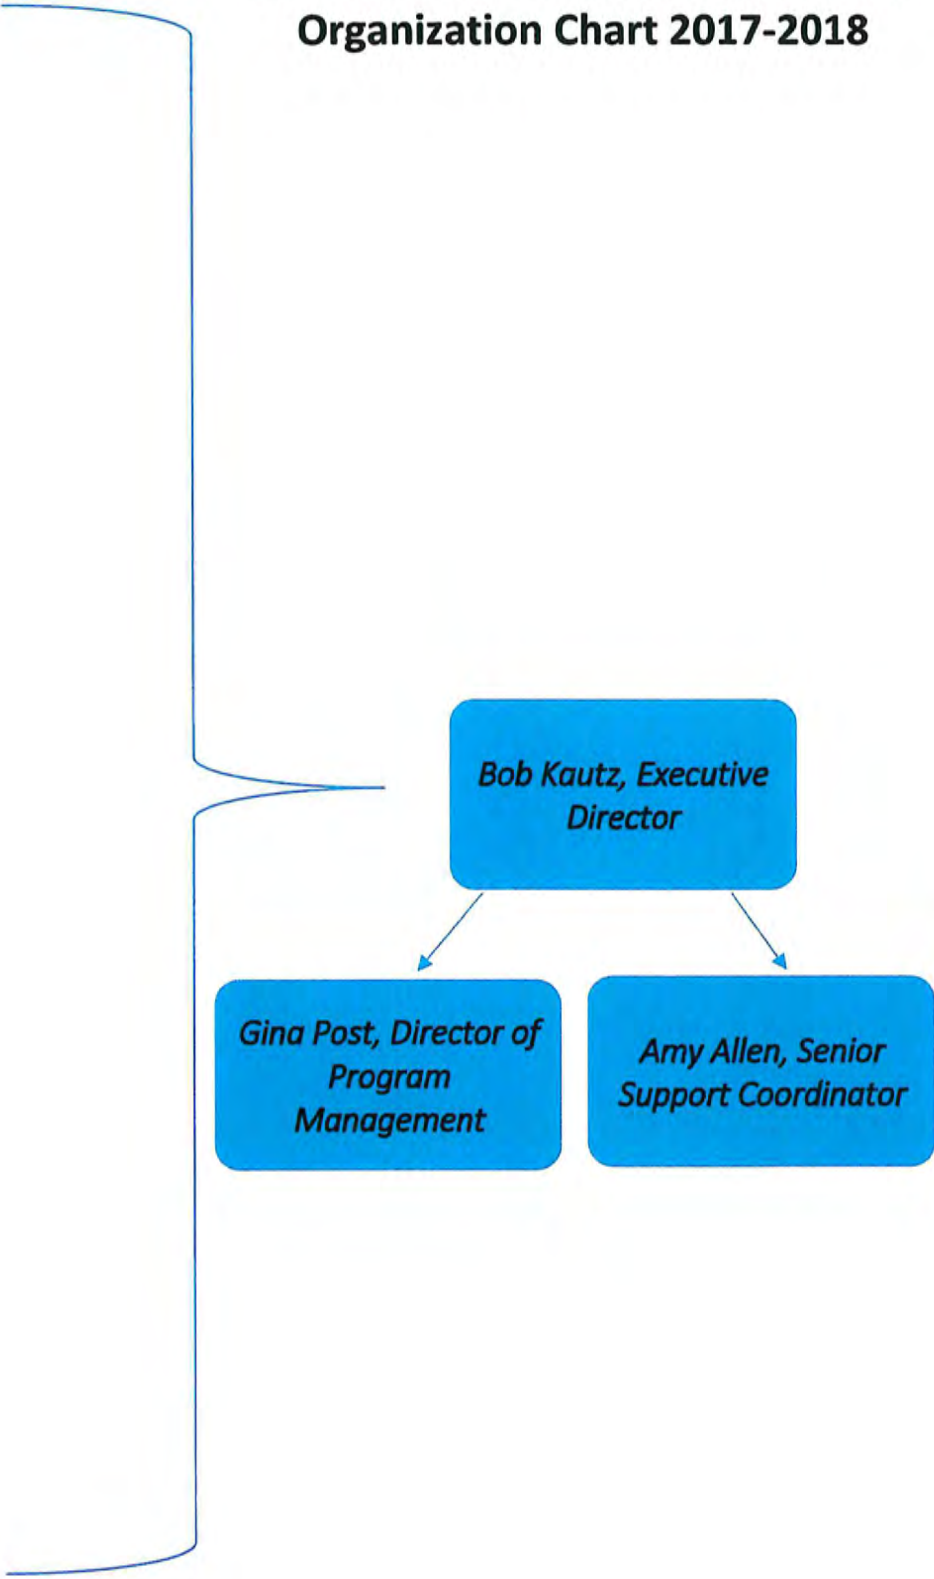 Organization Chart 2017-2018
Bob Kautz, Executive
Director
Gina Post, Director of
Program
Management
Amy Allen, Senior
Support Coordinator